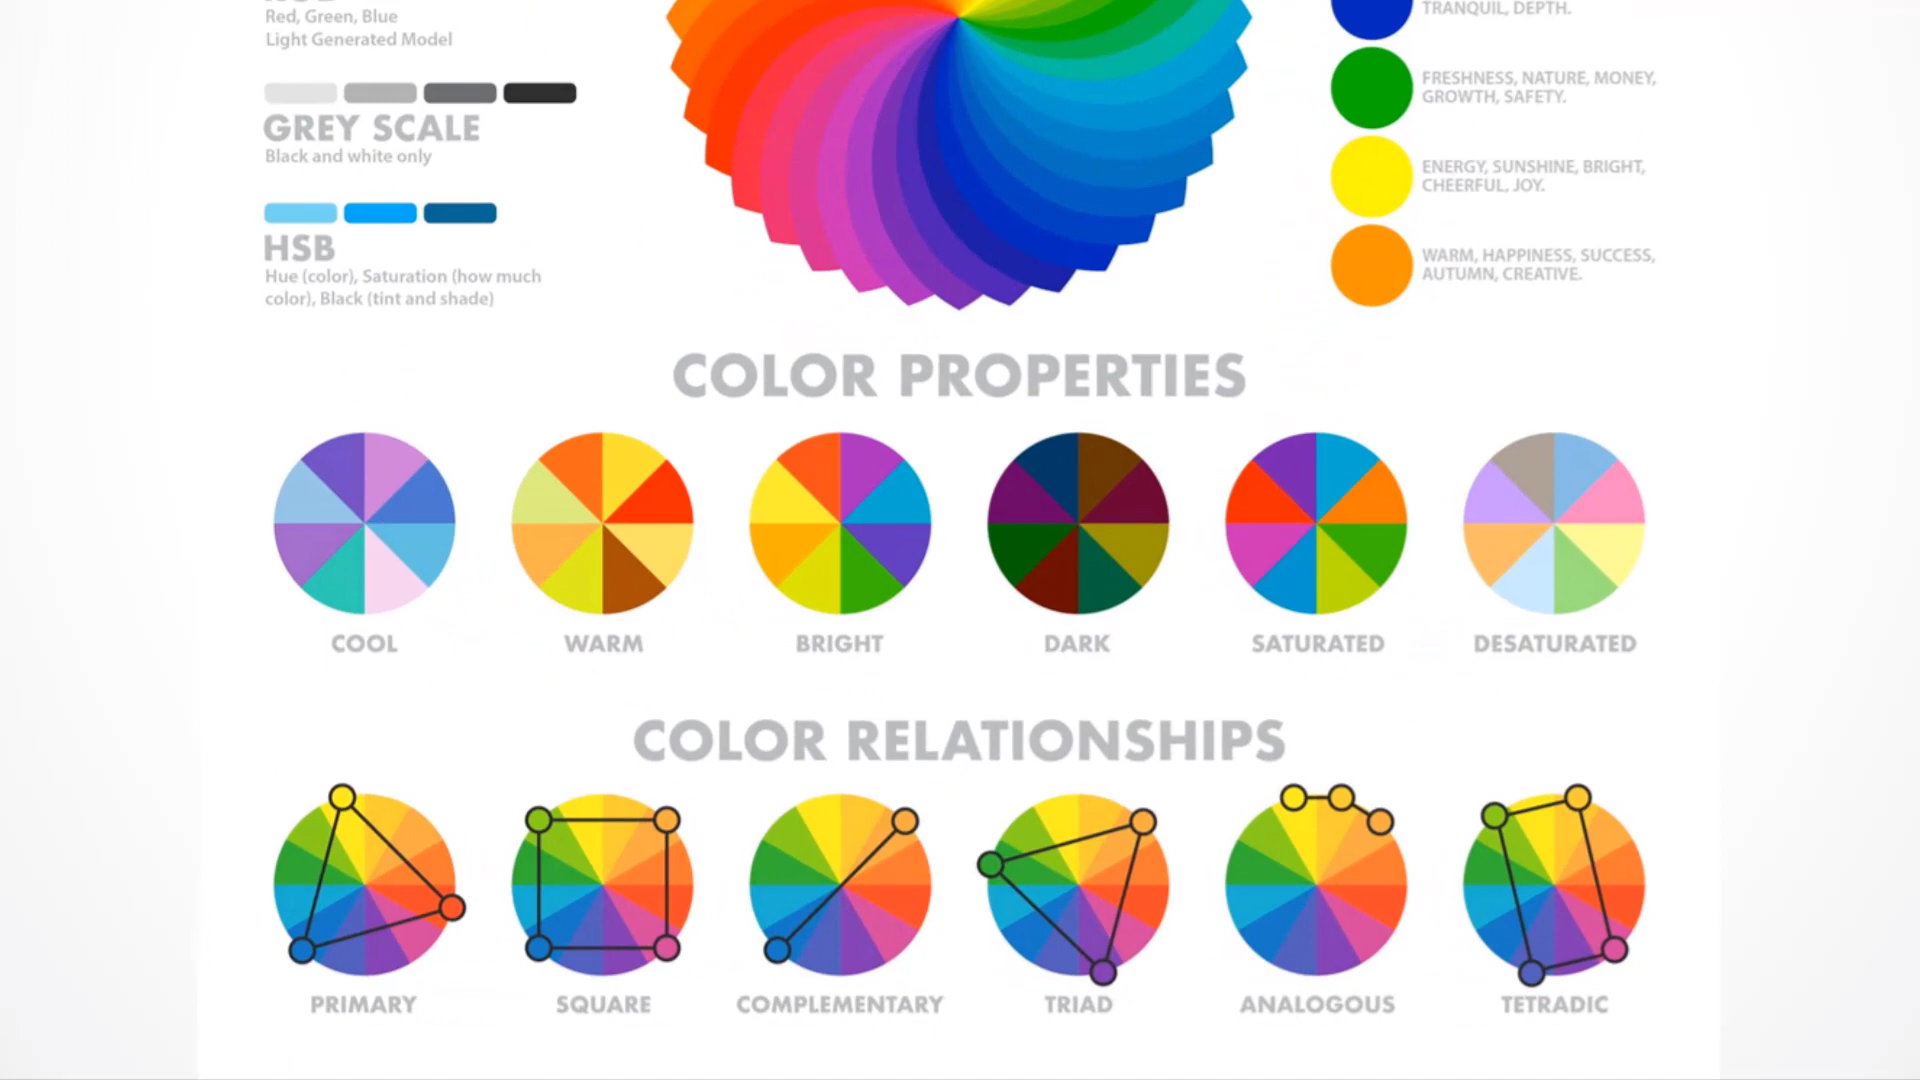 Red, Green, Blue
Light Generated Model
GREY SCALE
Black and white only
HSB
Hue (color), Saturation (how much
color), Black (tint and shade)
TRANQUIL, DEPTH.
FRESHNESS, NATURE, MONEY,
GROWTH, SAFETY.
ENERGY, SUNSHINE, BRIGHT,
CHEERFUL, JOY.
WARM, HAPPINESS, SUCCESS,
AUTUMN, CREATIVE.
COLOR PROPERTIES
COOL
WARM
BRIGHT
DARK
SATURATED
DESATURATED
COLOR RELATIONSHIPS
PRIMARY
SQUARE
COMPLEMENTARY
TRIAD
ANALOGOUS
TETRADIC